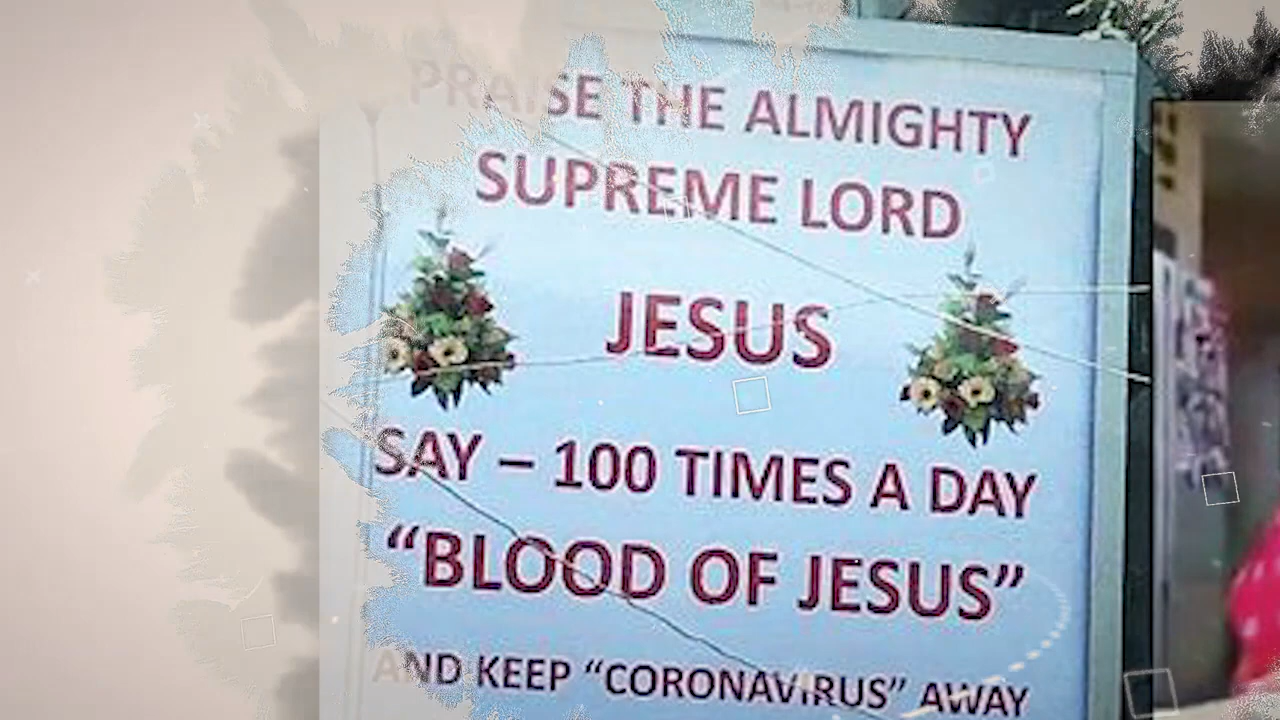 PRAISE THE ALMIGHTY
SUPREME LORD
JESUS
SAY – 100 TIMES A DAY
“BLOOD OF JESUS”
AND KEEP “CORONAVIRUS” AWAY